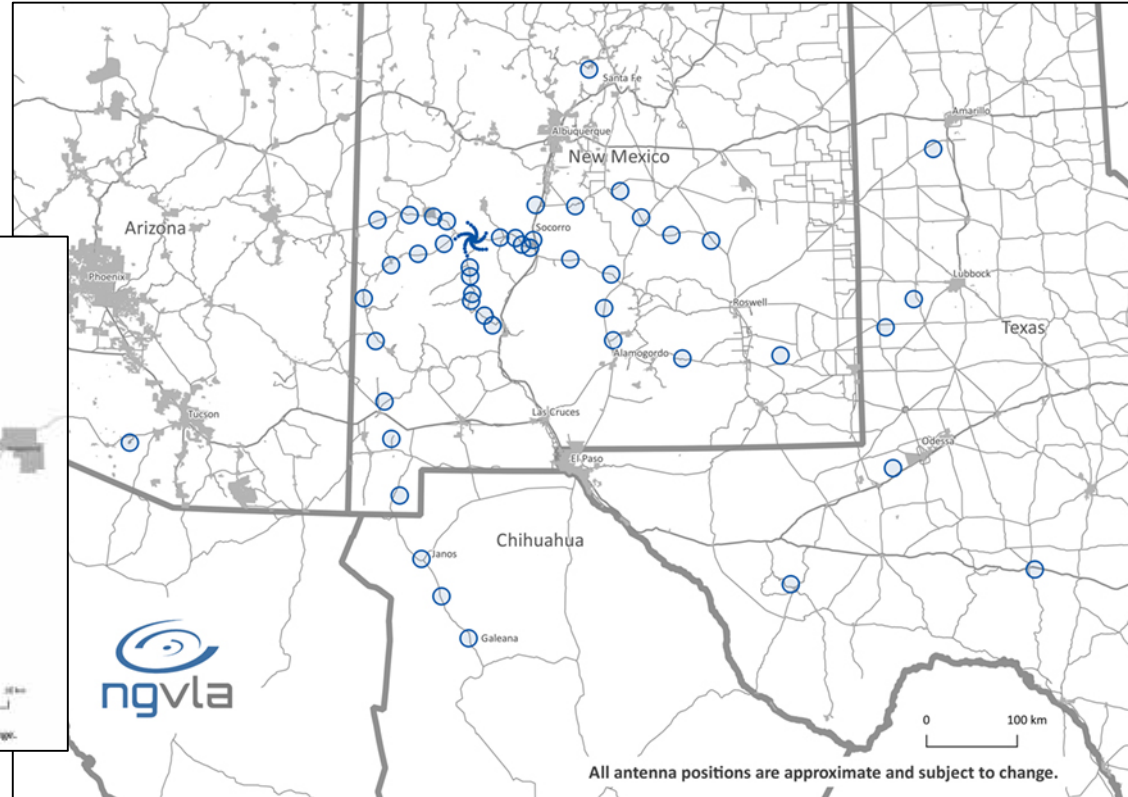 Santa Fe
Amarillo
Albuquerque
New Mexico
Arizona
Socorro
Phoenix
Lubbock
Roswell
Texas
Alamogordo
Las Cruces
Tucson
Odessa
El Paso
Chihuahua
Janos
Galeana
ngvla
0 100 km
All antenna positions are approximate and subject to change.